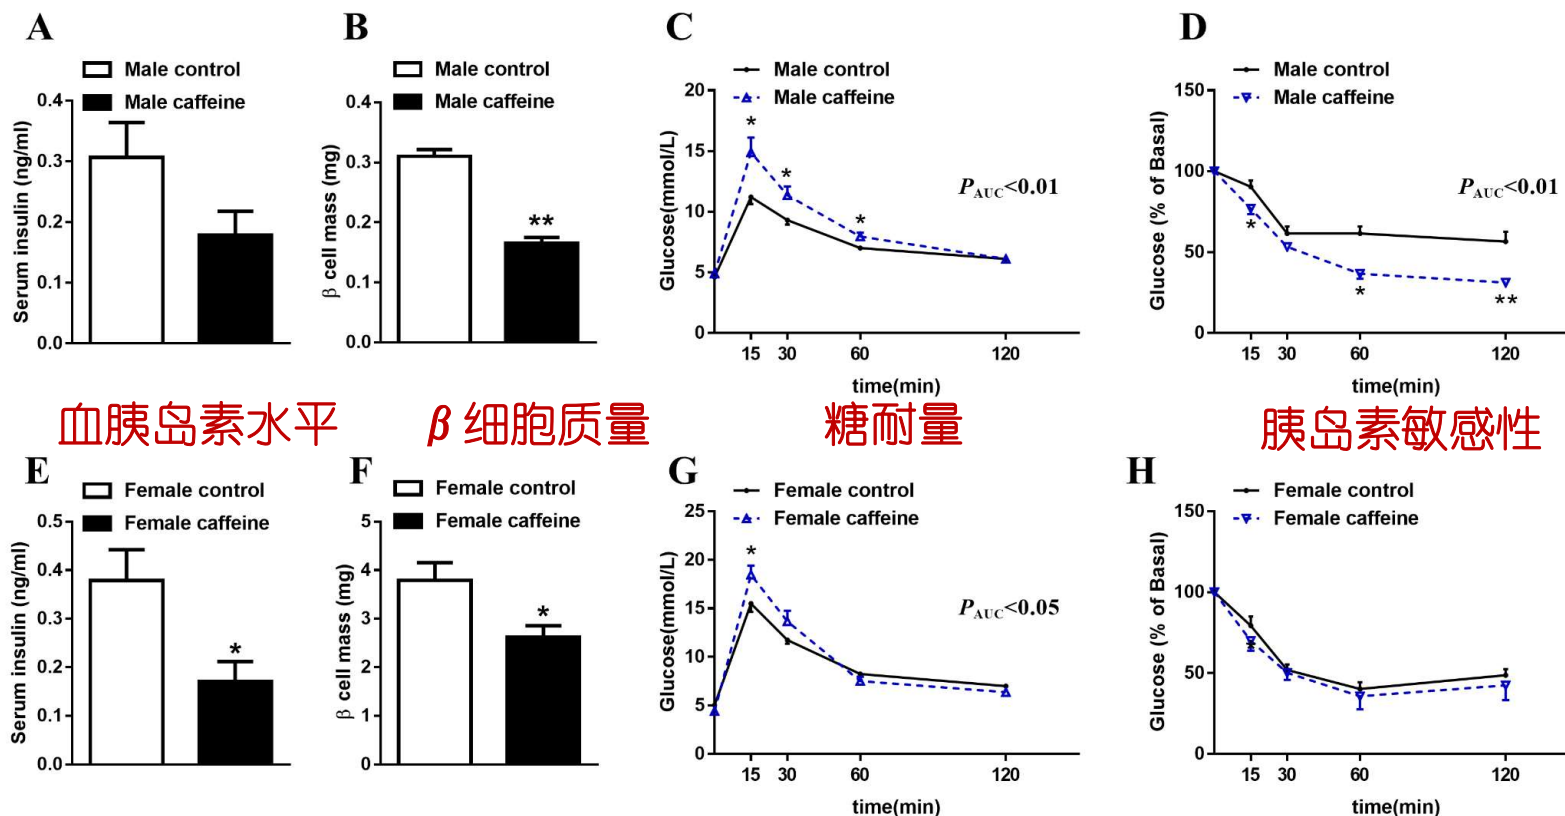 A
Male control
Male caffeine
Serum insulin (ng/ml)
0.4
0.3
0.2
0.1
0.0
B
Male control
Male caffeine
β cell mass (mg)
0.4
0.3
0.2
0.1
0.0
**
C
Male control
Male caffeine
Glucose(mmol/L)
20
15
10
5
0
*
*
*
PAUC<0.01
15 30 60 120
time(min)
D
Male control
Male caffeine
Glucose (% of Basal)
150
100
50
0
PAUC<0.01
*
*
**
15 30 60 120
time(min)
血胰岛素水平
β细胞质量
糖耐量
胰岛素敏感性
E
Female control
Female caffeine
Serum insulin (ng/ml)
0.5
0.4
0.3
0.2
0.1
0.0
*
F
Female control
Female caffeine
β cell mass (mg)
5
4
3
2
1
0
*
G
Female control
Female caffeine
Glucose(mmol/L)
25
20
15
10
5
0
*
PAUC<0.05
15 30 60 120
time(min)
H
Female control
Female caffeine
Glucose (% of Basal)
150
100
50
0
*
15 30 60 120
time(min)